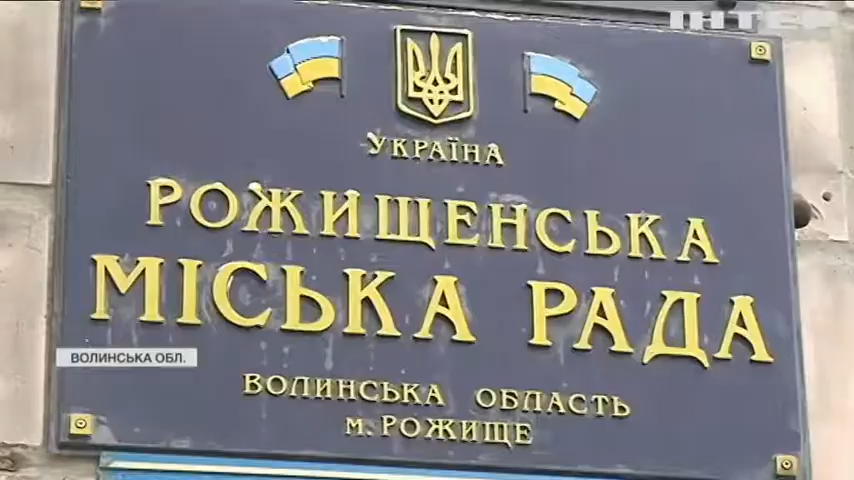 ІНТЕР
УКРАЇНА
РОЖИЩЕНСЬКА
МІСЬКА РАДА
ВОЛИНСЬКА ОБЛ.
ВОЛИНСЬКА ОБЛАСТЬ
м. РОЖИЩЕ